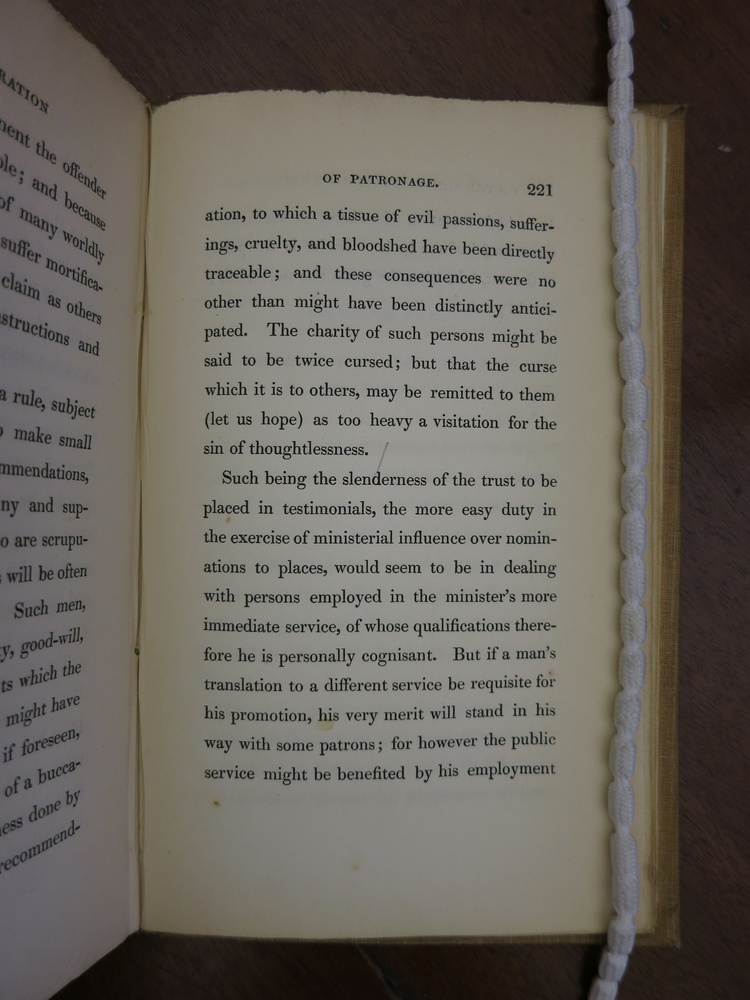 RATION
ment the offender
ple; and because
of many worldly
suffer mortifica-
claim as others
structions and
a rule, subject
o make small
mmendations,
ny and sup-
o are scrupu-
will be often
Such men,
y, good-will,
ts which the
might have
if foreseen,
of a bucca-
ness done by
recommend-
OF PATRONAGE. 221
ation, to which a tissue of evil passions, suffer-
ings, cruelty, and bloodshed have been directly
traceable; and these consequences were no
other than might have been distinctly antici-
pated. The charity of such persons might be
said to be twice cursed; but that the curse
which it is to others, may be remitted to them
(let us hope) as too heavy a visitation for the
sin of thoughtlessness.
Such being the slenderness of the trust to be
placed in testimonials, the more easy duty in
the exercise of ministerial influence over nomin-
ations to places, would seem to be in dealing
with persons employed in the minister's more
immediate service, of whose qualifications there-
fore he is personally cognisant. But if a man's
translation to a different service be requisite for
his promotion, his very merit will stand in his
way with some patrons; for however the public
service might be benefited by his employment